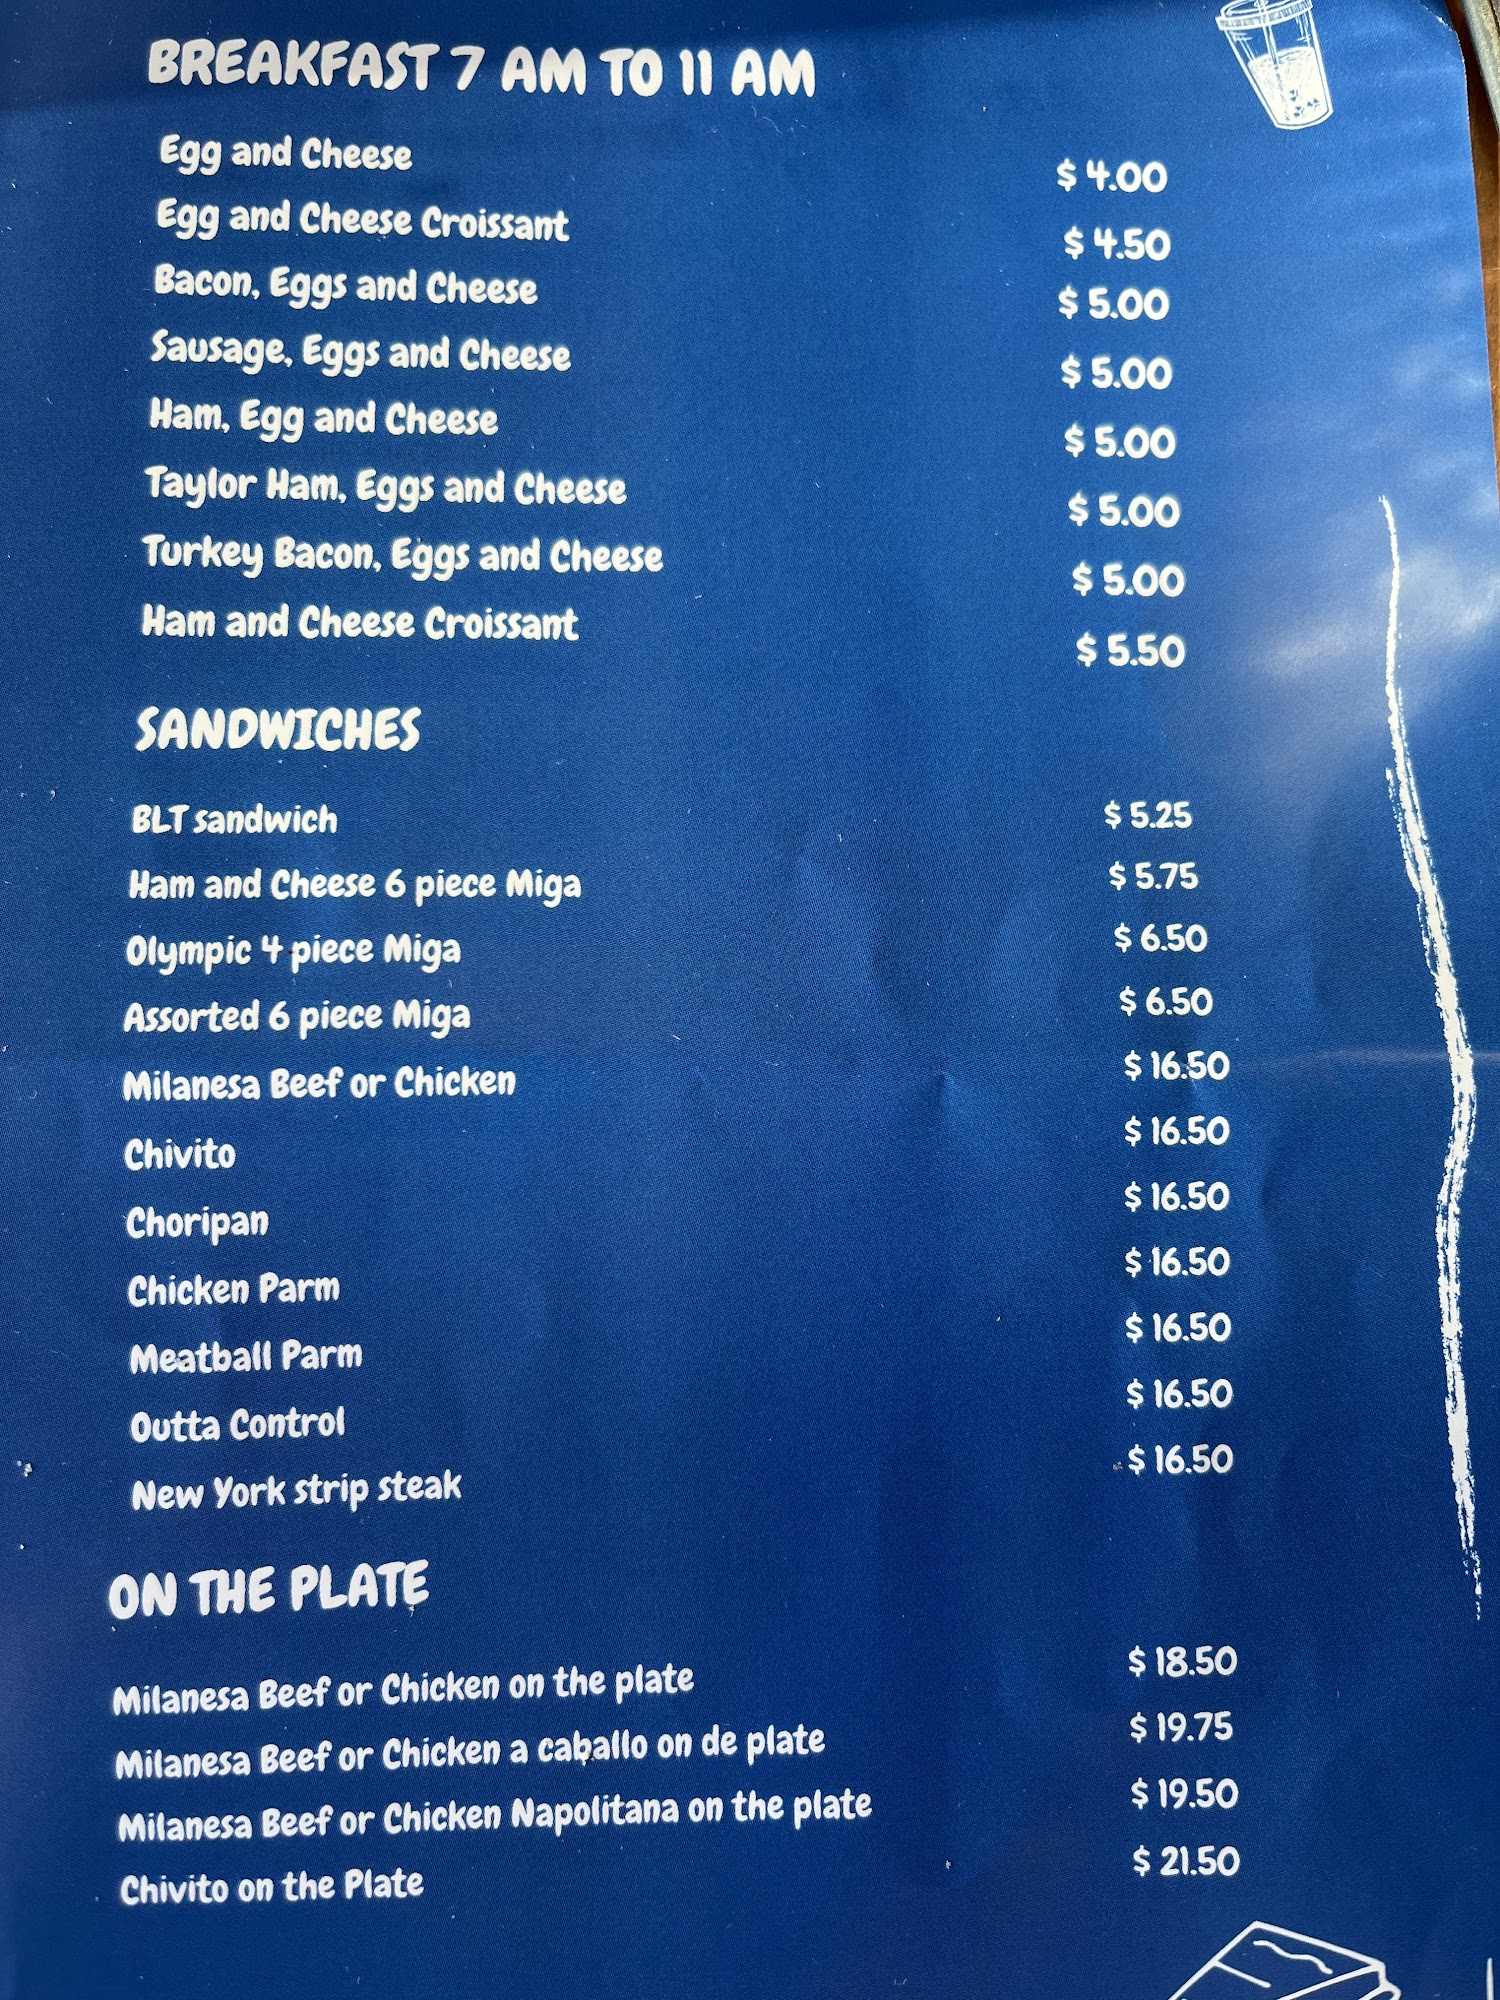 BREAKFAST 7 AM TO 11 AM
Egg and Cheese $ 4.00
Egg and Cheese Croissant $ 4.50
Bacon, Eggs and Cheese $ 5.00
Sausage, Eggs and Cheese $ 5.00
Ham, Egg and Cheese $ 5.00
Taylor Ham, Eggs and Cheese $ 5.00
Turkey Bacon, Eggs and Cheese $ 5.00
Ham and Cheese Croissant $ 5.50
SANDWICHES
BLT sandwich $ 5.25
Ham and Cheese 6 piece Miga $ 5.75
Olympic 4 piece Miga $ 6.50
Assorted 6 piece Miga $ 6.50
Milanesa Beef or Chicken $ 16.50
Chivito $ 16.50
Choripan $ 16.50
Chicken Parm $ 16.50
Meatball Parm $ 16.50
Outta Control $ 16.50
New York strip steak $ 16.50
ON THE PLATE
Milanesa Beef or Chicken on the plate $ 18.50
Milanesa Beef or Chicken a caballo on de plate $ 19.75
Milanesa Beef or Chicken Napolitana on the plate $ 19.50
Chivito on the Plate $ 21.50